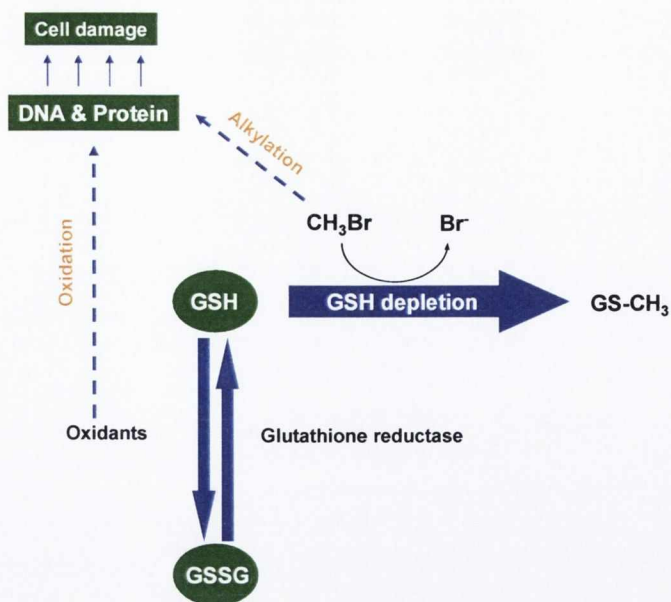 Cell damage
DNA & Protein
Alkylation
Oxidation
CH₃Br
Br⁻
GSH
GSH depletion
GS-CH₃
Oxidants
Glutathione reductase
GSSG